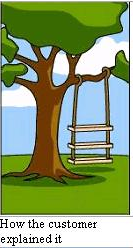 How the customer
explained it